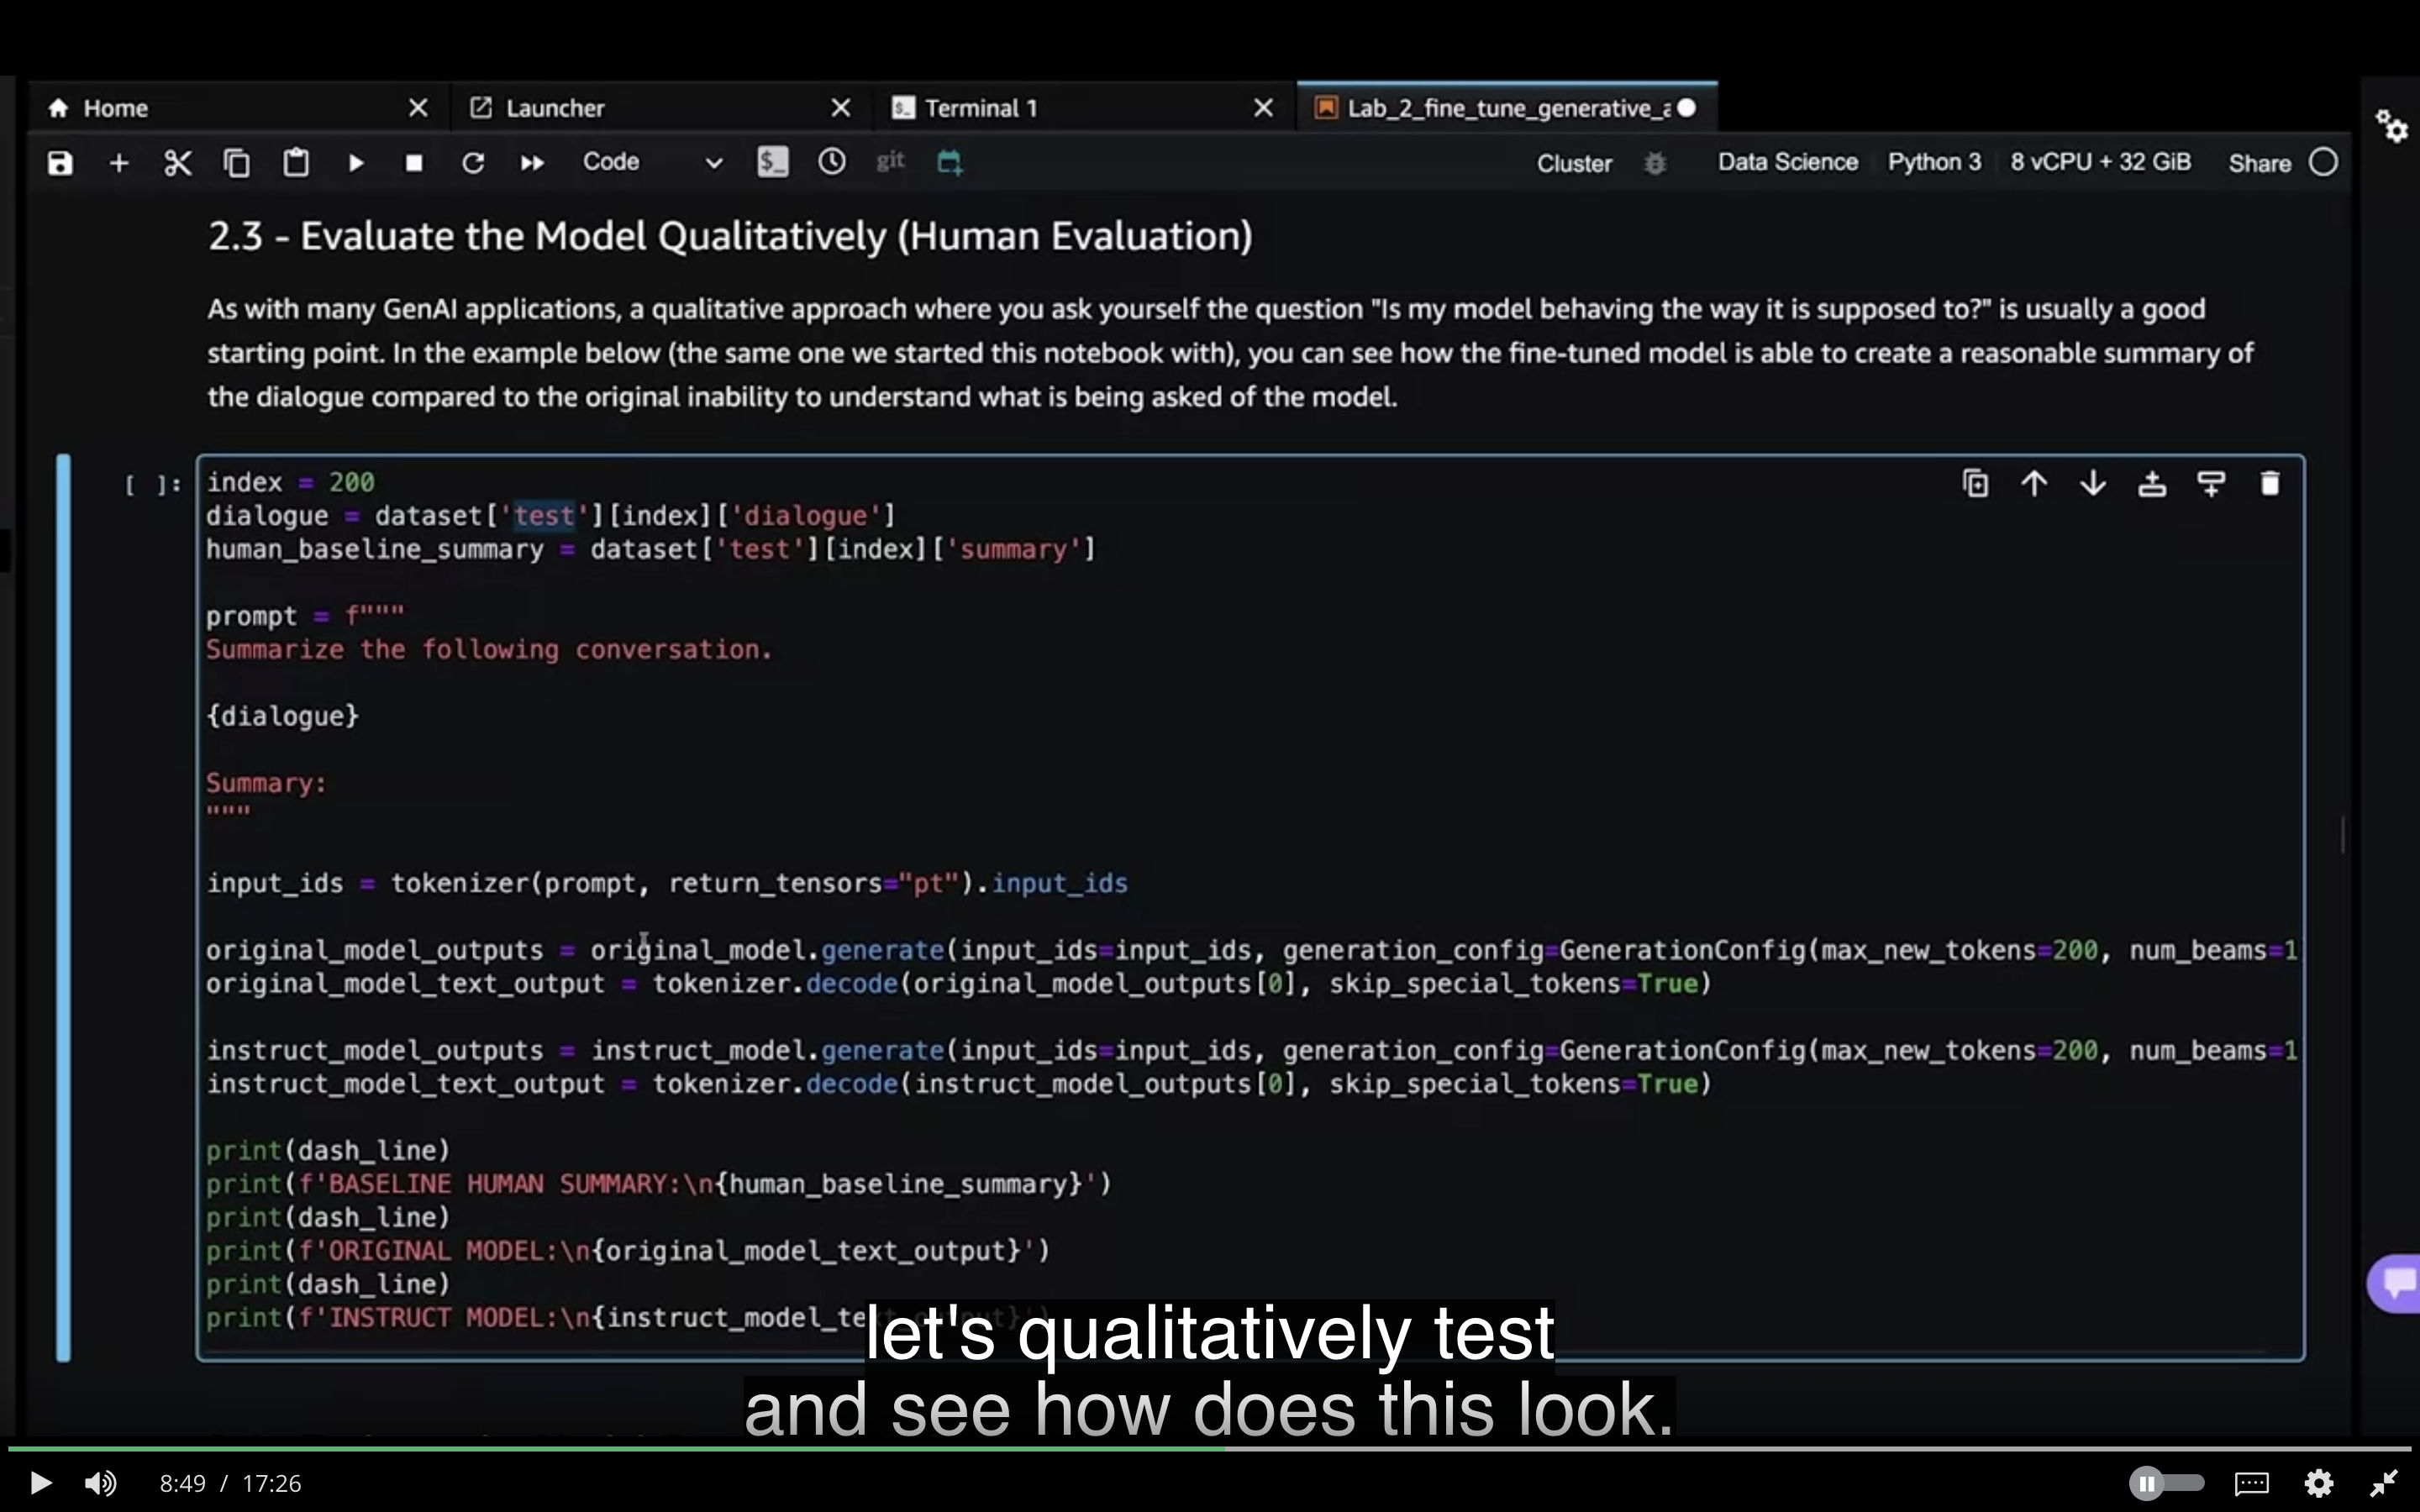 Home
Launcher
Terminal 1
Lab_2_fine_tune_generative_a
Code
git
Cluster
Data Science
Python 3
8 vCPU + 32 GiB
Share
2.3 - Evaluate the Model Qualitatively (Human Evaluation)
As with many GenAI applications, a qualitative approach where you ask yourself the question "Is my model behaving the way it is supposed to?" is usually a good
starting point. In the example below (the same one we started this notebook with), you can see how the fine-tuned model is able to create a reasonable summary of
the dialogue compared to the original inability to understand what is being asked of the model.
[ ]:
index = 200
dialogue = dataset['test'][index]['dialogue']
human_baseline_summary = dataset['test'][index]['summary']
prompt = f"""
Summarize the following conversation.
{dialogue}
Summary:
"""
input_ids = tokenizer(prompt, return_tensors="pt").input_ids
original_model_outputs = original_model.generate(input_ids=input_ids, generation_config=GenerationConfig(max_new_tokens=200, num_beams=1
original_model_text_output = tokenizer.decode(original_model_outputs[0], skip_special_tokens=True)
instruct_model_outputs = instruct_model.generate(input_ids=input_ids, generation_config=GenerationConfig(max_new_tokens=200, num_beams=1
instruct_model_text_output = tokenizer.decode(instruct_model_outputs[0], skip_special_tokens=True)
print(dash_line)
print(f'BASELINE HUMAN SUMMARY:\n{human_baseline_summary}')
print(dash_line)
print(f'ORIGINAL MODEL:\n{original_model_text_output}')
print(dash_line)
print(f'INSTRUCT MODEL:\n{instruct_model_text_output}')
let's qualitatively test
and see how does this look.
8:49 / 17:26